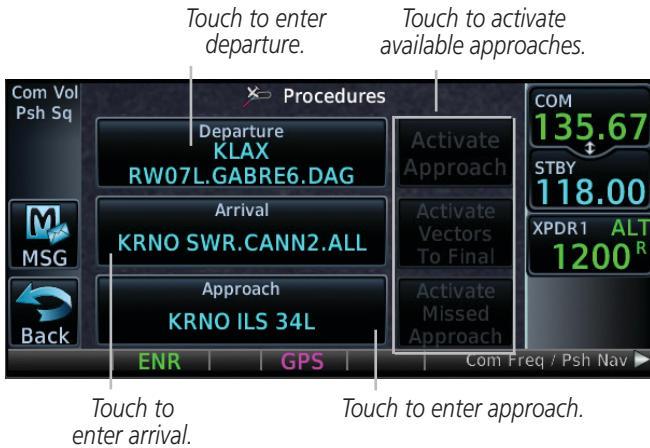 Touch to enter
departure.
Touch to activate
available approaches.
Com Vol
Psh Sq
Procedures
COM
135.67
STBY
118.00
XPDR1 ALT
1200 R
Departure
KLAX
RW07L.GABRE6.DAG
Activate
Approach
Arrival
KRNO SWR.CANN2.ALL
Activate
Vectors
To Final
MSG
Approach
KRNO ILS 34L
Activate
Missed
Approach
Back
ENR
GPS
Com Freq / Psh Nav
Touch to
enter arrival.
Touch to enter approach.